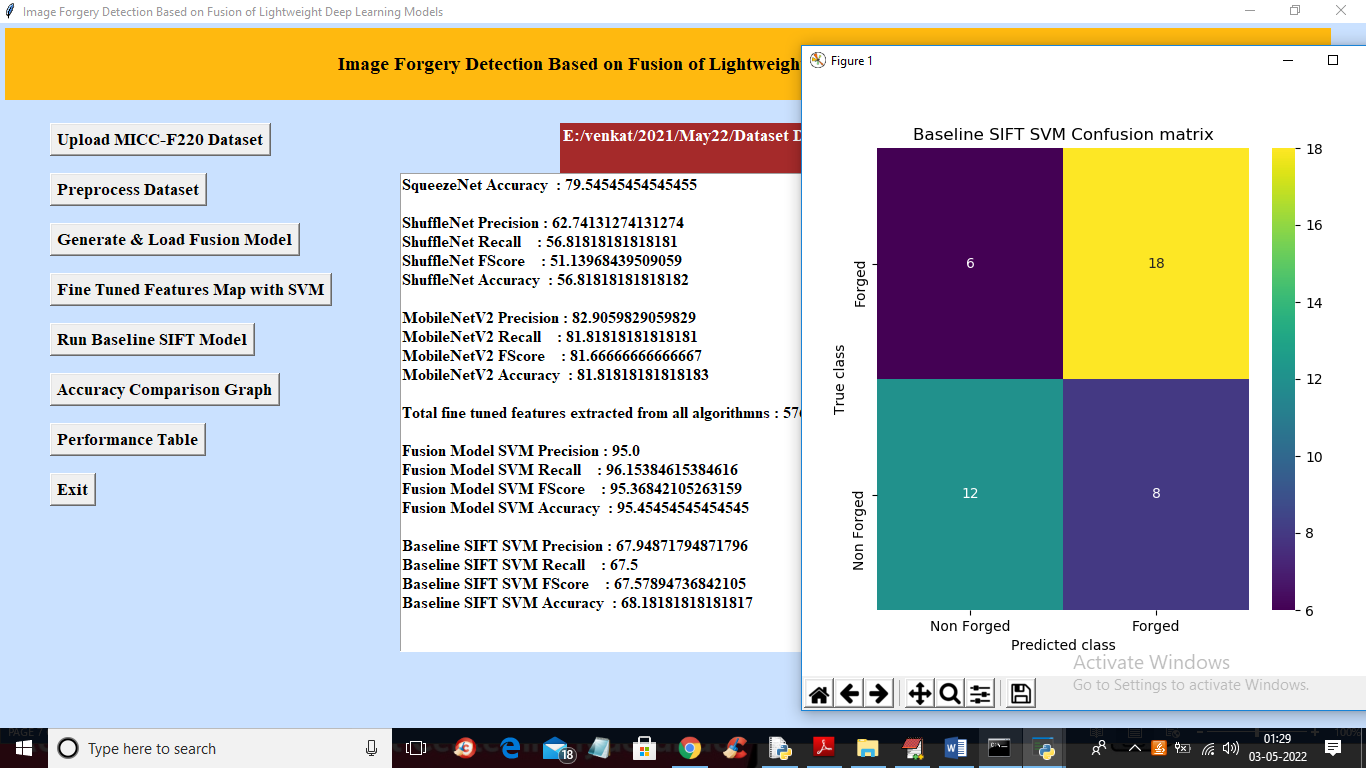 Image Forgery Detection Based on Fusion of Lightweight Deep Learning Models
Image Forgery Detection Based on Fusion of Lightweigh
Upload MICC-F220 Dataset
Preprocess Dataset
Generate & Load Fusion Model
Fine Tuned Features Map with SVM
Run Baseline SIFT Model
Accuracy Comparison Graph
Performance Table
Exit
E:/venkat/2021/May22/Dataset D
SqueezeNet Accuracy : 79.54545454545455
ShuffleNet Precision : 62.74131274131274
ShuffleNet Recall : 56.81818181818181
ShuffleNet FScore : 51.13968439509059
ShuffleNet Accuracy : 56.81818181818182
MobileNetV2 Precision : 82.9059829059829
MobileNetV2 Recall : 81.81818181818181
MobileNetV2 FScore : 81.66666666666667
MobileNetV2 Accuracy : 81.81818181818183
Total fine tuned features extracted from all algorithmns : 576
Fusion Model SVM Precision : 95.0
Fusion Model SVM Recall : 96.15384615384616
Fusion Model SVM FScore : 95.36842105263159
Fusion Model SVM Accuracy : 95.45454545454545
Baseline SIFT SVM Precision : 67.94871794871796
Baseline SIFT SVM Recall : 67.5
Baseline SIFT SVM FScore : 67.57894736842105
Baseline SIFT SVM Accuracy : 68.18181818181817
Figure 1
Baseline SIFT SVM Confusion matrix
True class
Forged
Non Forged
6
18
12
8
Non Forged
Forged
Predicted class
18
16
14
12
10
8
6
Activate Windows
Go to Settings to activate Windows.
Type here to search
18
01:29
03-05-2022